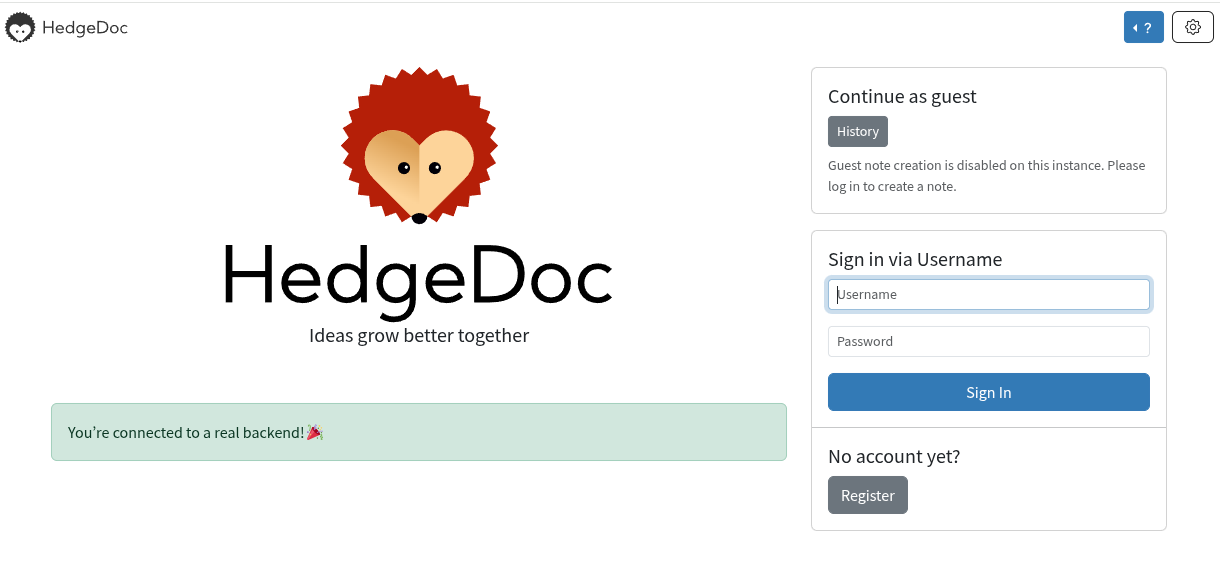 HedgeDoc
?
HedgeDoc
Ideas grow better together
You're connected to a real backend!🎉
Continue as guest
History
Guest note creation is disabled on this instance. Please
log in to create a note.
Sign in via Username
Username
Password
Sign In
No account yet?
Register